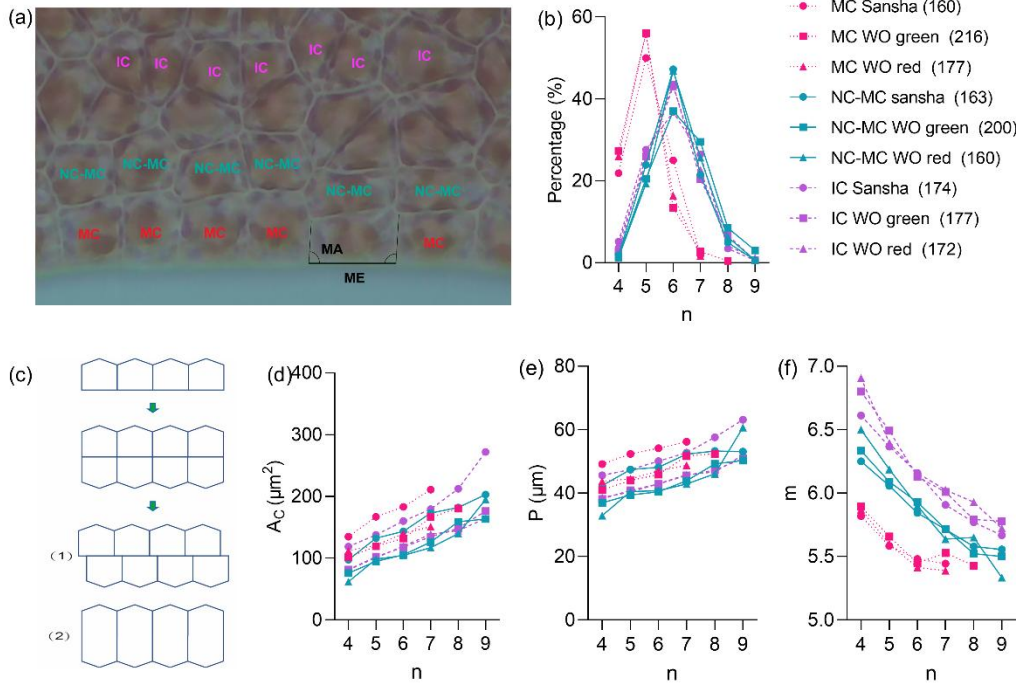 (a)
IC IC IC IC IC IC IC
NC-MC NC-MC NC-MC NC-MC NC-MC NC-MC
MC MC MC MC MC
MA
ME
(b)
Percentage (%)
60
40
20
0
4 5 6 7 8 9
n
MC Sansha (160)
MC WO green (216)
MC WO red (177)
NC-MC sansha (163)
NC-MC WO green (200)
NC-MC WO red (160)
IC Sansha (174)
IC WO green (177)
IC WO red (172)
(c)
(1)
(2)
(d)
A_C (µm²)
400
300
200
100
0
4 5 6 7 8 9
n
(e)
P (µm)
80
60
40
20
0
4 5 6 7 8 9
n
(f)
m
7.0
6.5
6.0
5.5
5.0
4 5 6 7 8 9
n